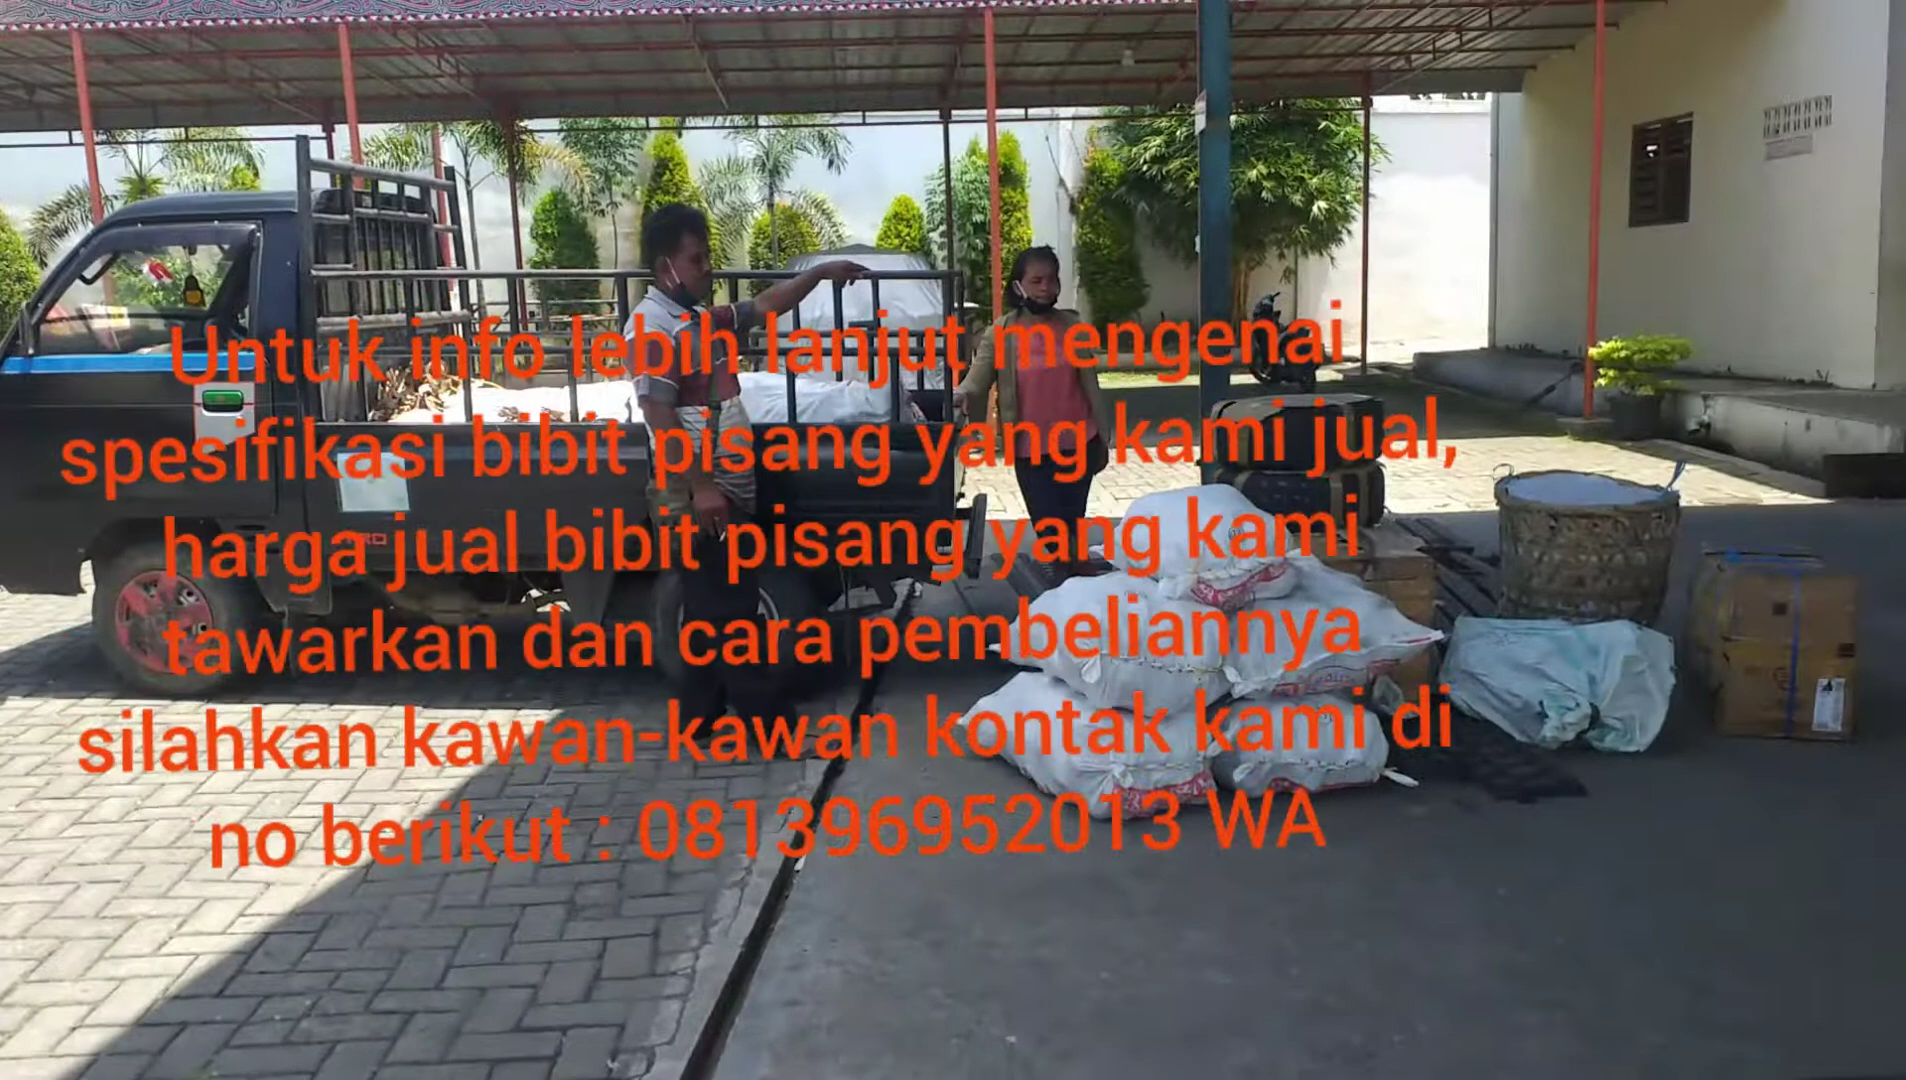 Untuk info lebih lanjut mengenai
spesifikasi bibit pisang yang kami jual,
harga jual bibit pisang yang kami
tawarkan dan cara pembeliannya
silahkan kawan-kawan kontak kami di
no berikut : 081396952013 WA